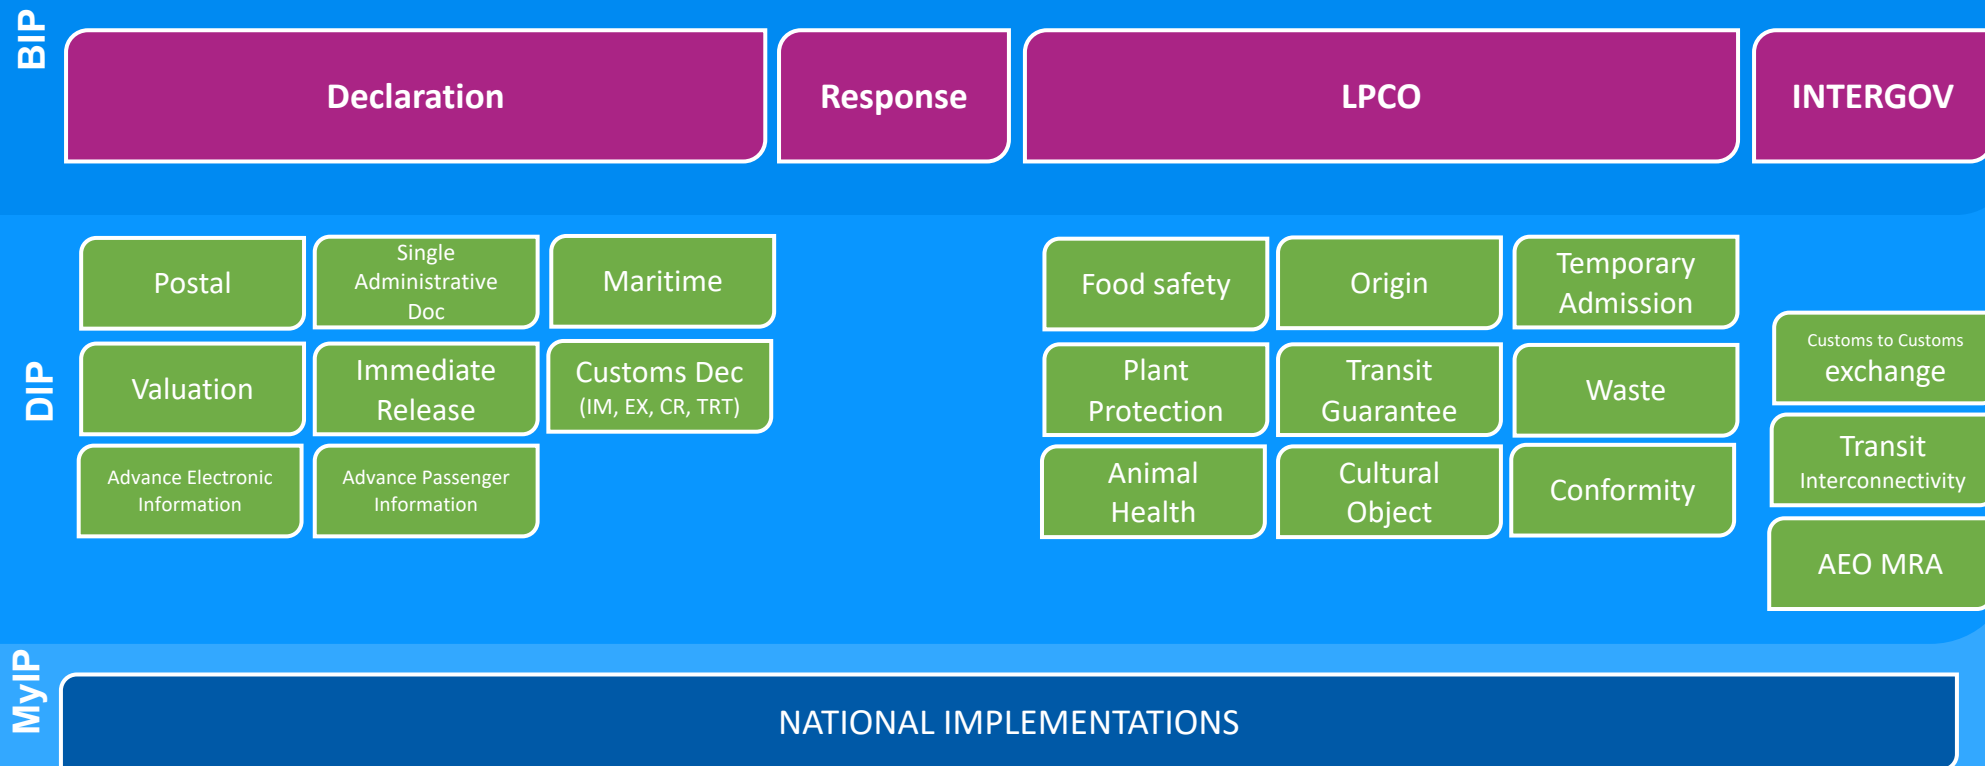 BIP
Declaration
Response
LPCO
INTERGOV
DIP
Postal
Single
Administrative
Doc
Maritime
Valuation
Immediate
Release
Customs Dec
(IM, EX, CR, TRT)
Advance Electronic
Information
Advance Passenger
Information
Food safety
Origin
Temporary
Admission
Plant
Protection
Transit
Guarantee
Waste
Animal
Health
Cultural
Object
Conformity
Customs to Customs
exchange
Transit
Interconnectivity
AEO MRA
MyIP
NATIONAL IMPLEMENTATIONS